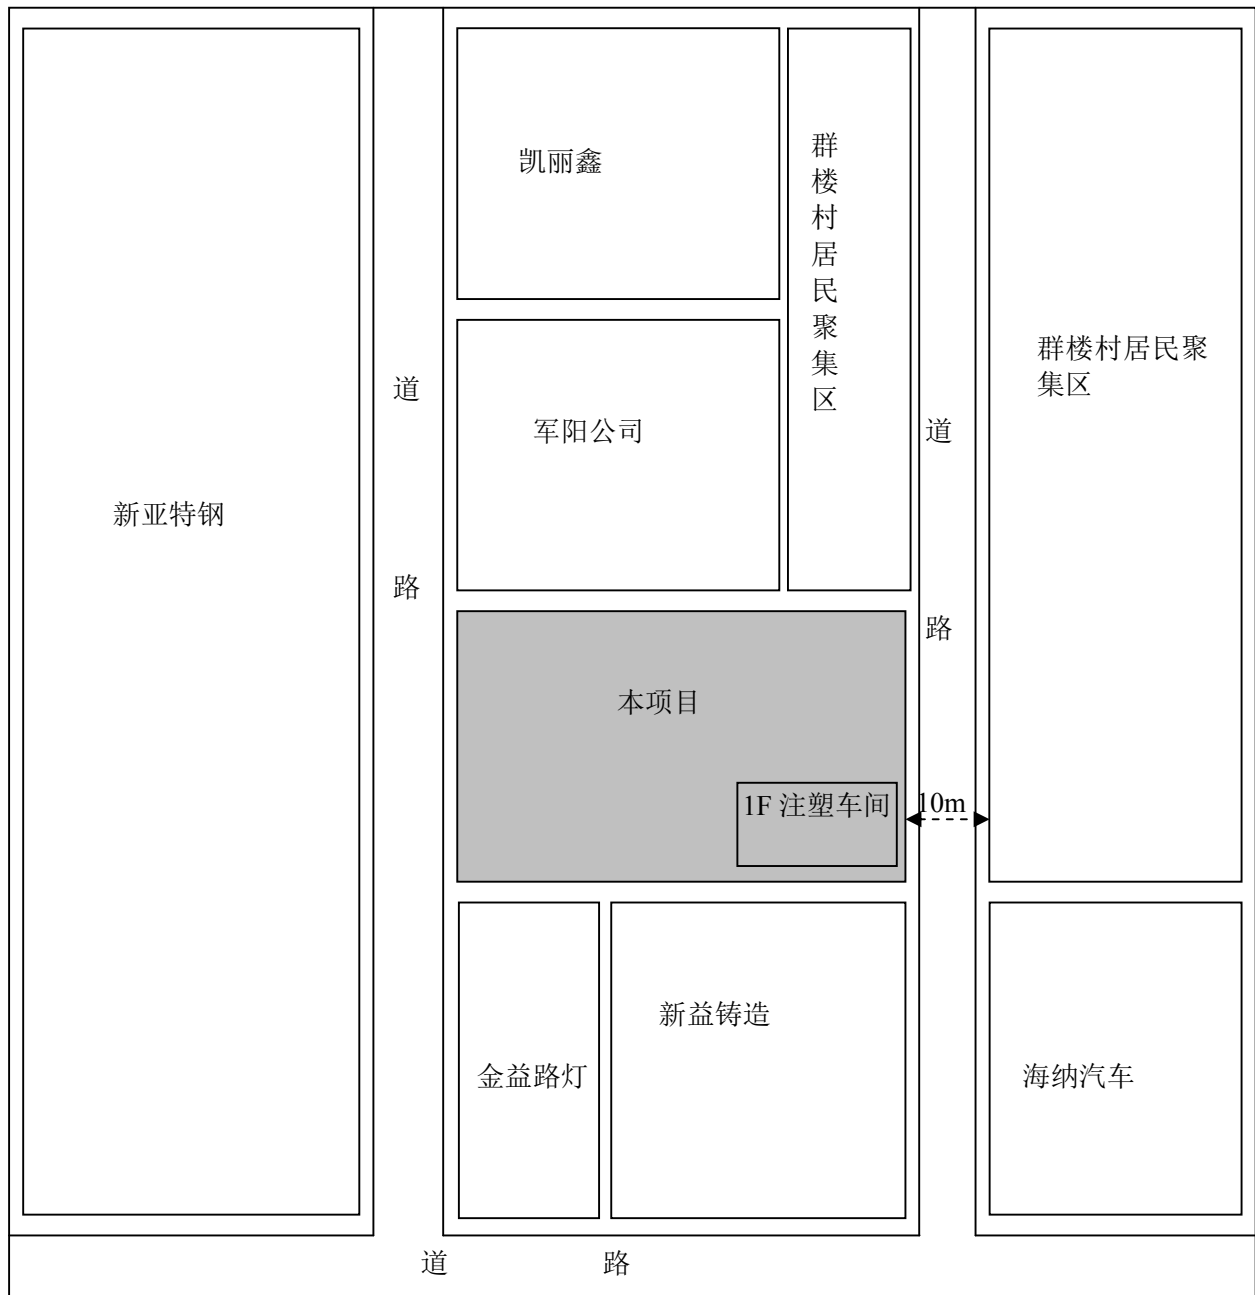 凯丽鑫
群
楼
村
居
民
聚
集
区
群楼村居民聚
集区
道
路
军阳公司
道
路
新亚特钢
本项目
1F 注塑车间
10m
新益铸造
金益路灯
海纳汽车
道 路